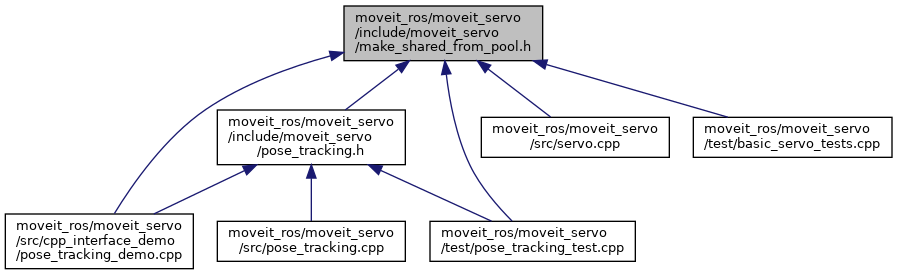 moveit_ros/moveit_servo
/include/moveit_servo
/make_shared_from_pool.h
moveit_ros/moveit_servo
/include/moveit_servo
/pose_tracking.h
moveit_ros/moveit_servo
/src/servo.cpp
moveit_ros/moveit_servo
/test/basic_servo_tests.cpp
moveit_ros/moveit_servo
/src/cpp_interface_demo
/pose_tracking_demo.cpp
moveit_ros/moveit_servo
/src/pose_tracking.cpp
moveit_ros/moveit_servo
/test/pose_tracking_test.cpp